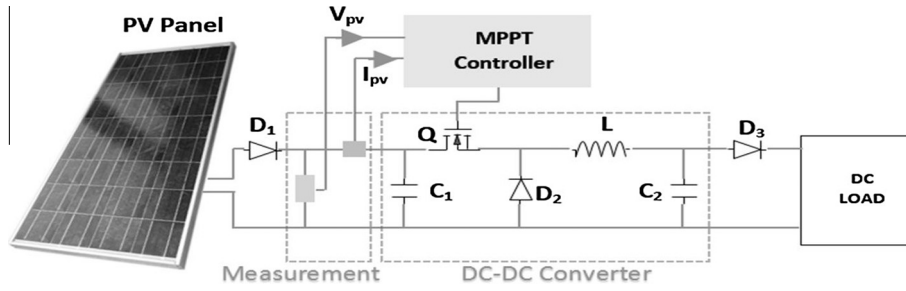 PV Panel
Vpv
Ipv
MPPT
Controller
D1
Q
L
D3
C1
D2
C2
DC
LOAD
Measurement
DC-DC Converter